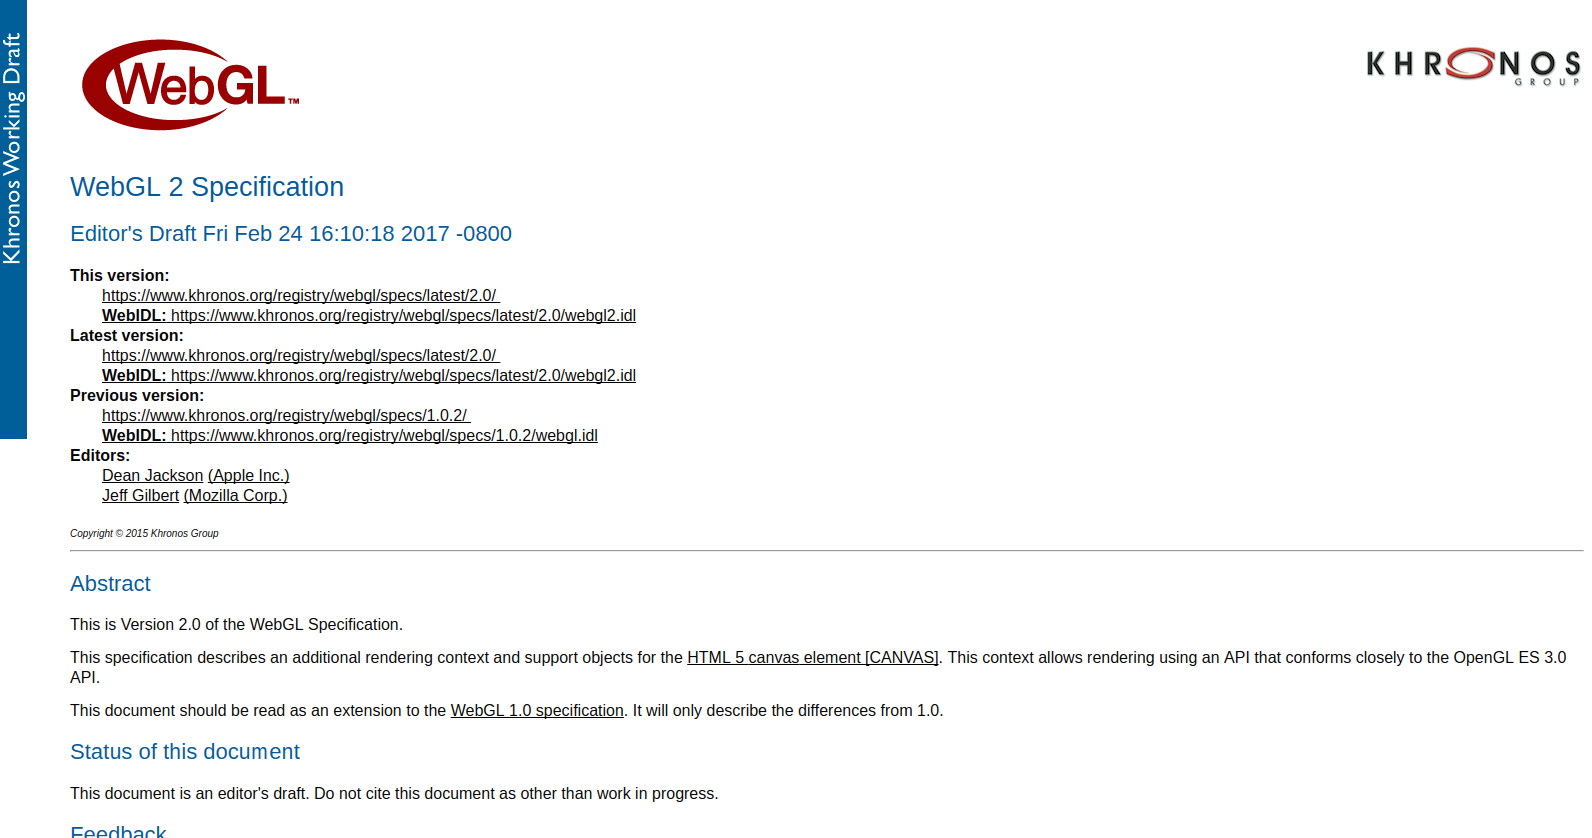 Khronos Working Draft
WebGL™
KHRONOS
GROUP
WebGL 2 Specification
Editor's Draft Fri Feb 24 16:10:18 2017 -0800
This version:
https://www.khronos.org/registry/webgl/specs/latest/2.0/
WebIDL: https://www.khronos.org/registry/webgl/specs/latest/2.0/webgl2.idl
Latest version:
https://www.khronos.org/registry/webgl/specs/latest/2.0/
WebIDL: https://www.khronos.org/registry/webgl/specs/latest/2.0/webgl2.idl
Previous version:
https://www.khronos.org/registry/webgl/specs/1.0.2/
WebIDL: https://www.khronos.org/registry/webgl/specs/1.0.2/webgl.idl
Editors:
Dean Jackson (Apple Inc.)
Jeff Gilbert (Mozilla Corp.)
Copyright © 2015 Khronos Group
Abstract
This is Version 2.0 of the WebGL Specification.
This specification describes an additional rendering context and support objects for the HTML 5 canvas element [CANVAS]. This context allows rendering using an API that conforms closely to the OpenGL ES 3.0
API.
This document should be read as an extension to the WebGL 1.0 specification. It will only describe the differences from 1.0.
Status of this document
This document is an editor's draft. Do not cite this document as other than work in progress.
Feedback